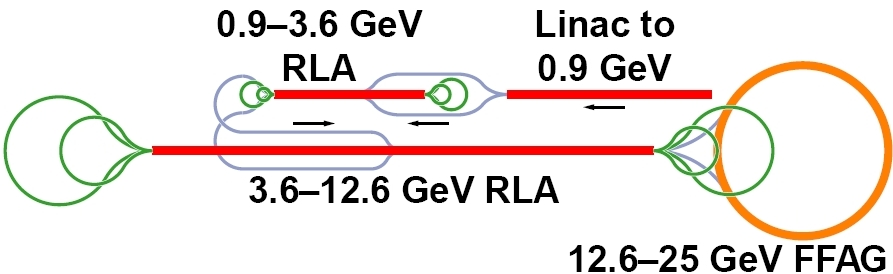 0.9–3.6 GeV
RLA
Linac to
0.9 GeV
3.6–12.6 GeV RLA
12.6–25 GeV FFAG